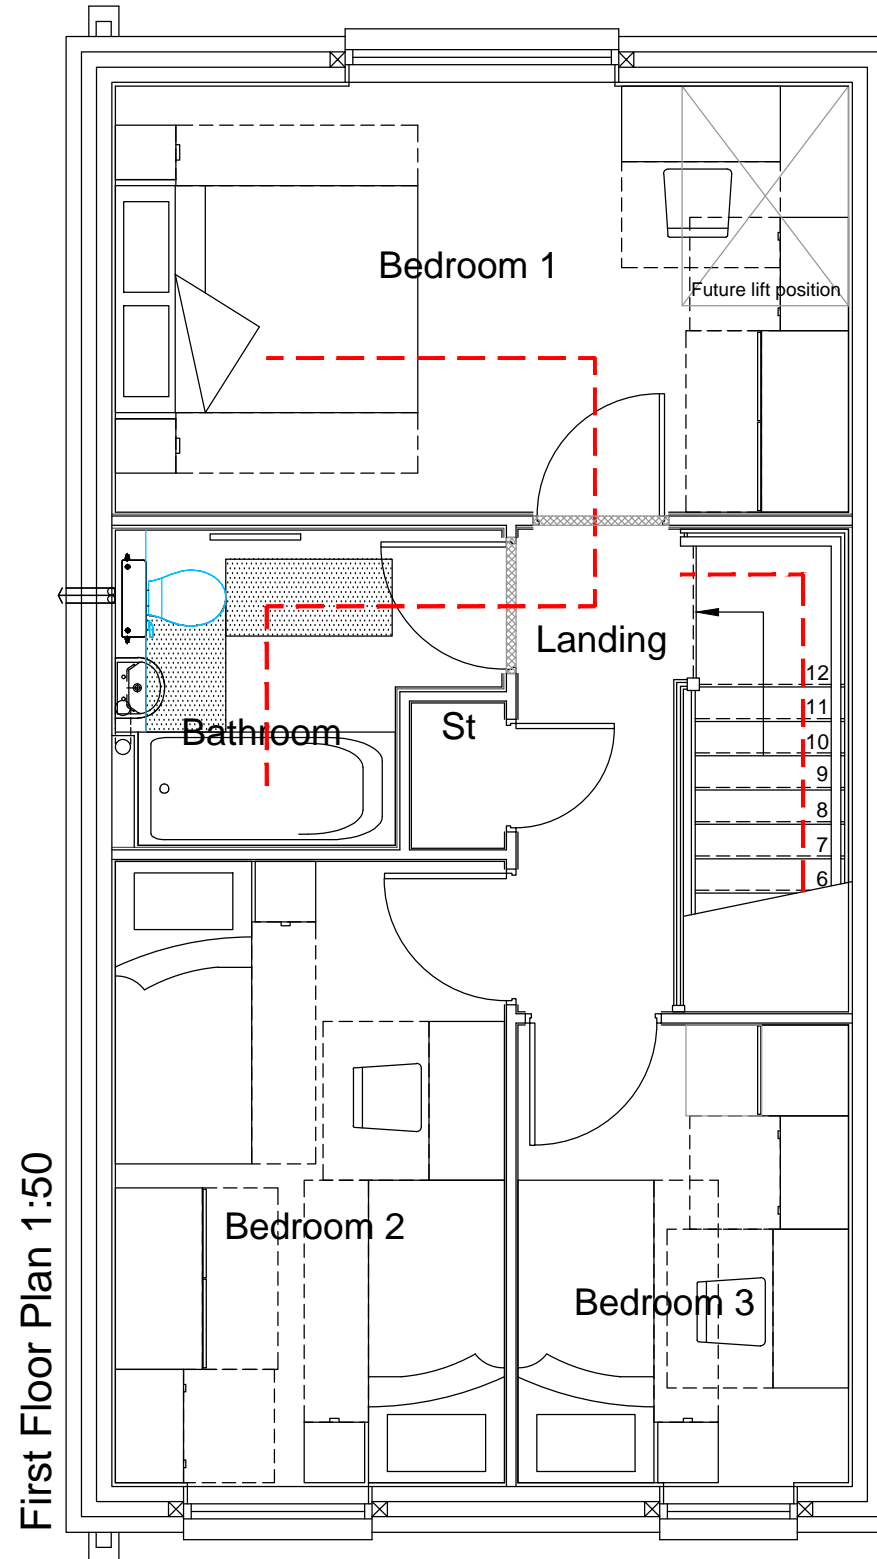 Bedroom 1
Future lift position
Landing
Bathroom
St
12
11
10
9
8
7
6
Bedroom 2
Bedroom 3
First Floor Plan 1:50